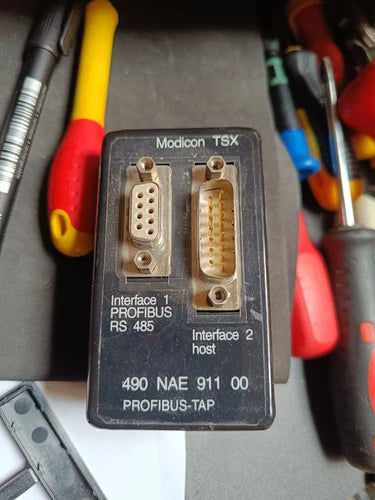 Modicon TSX
Interface 1
PROFIBUS
RS 485
Interface 2
host
490 NAE 911 00
PROFIBUS-TAP